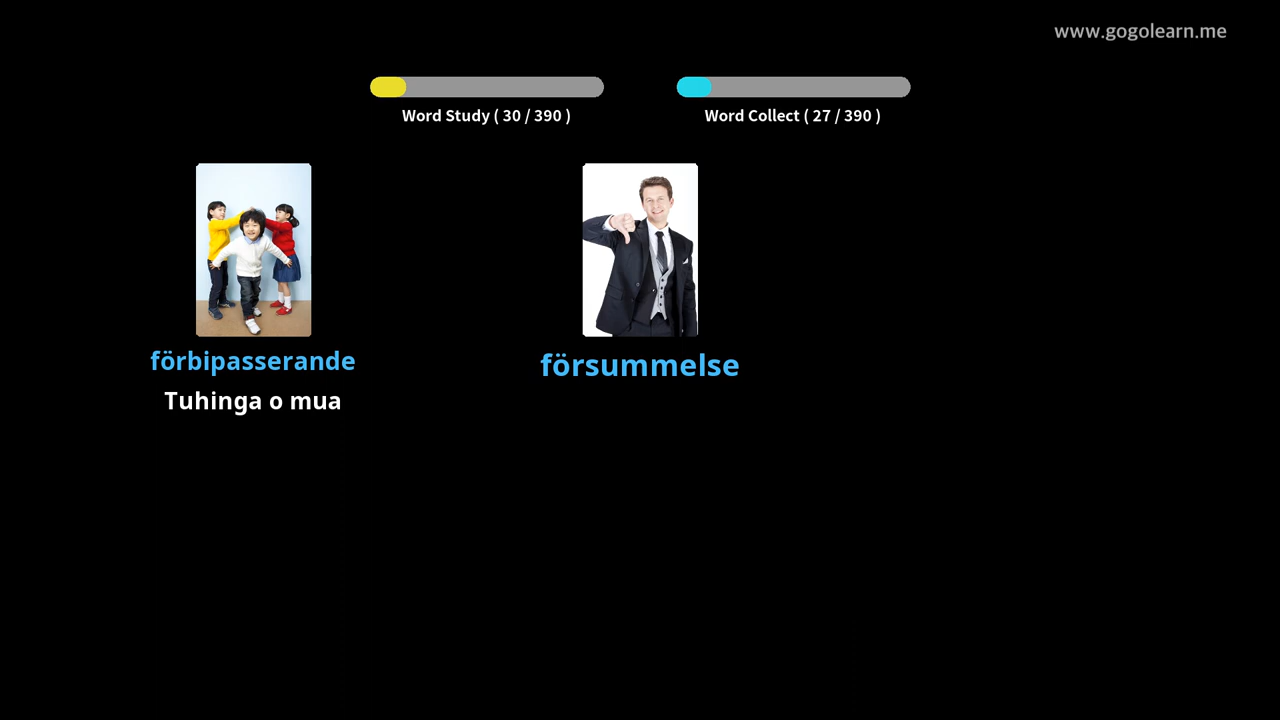 www.gogolearn.me
Word Study ( 30 / 390 )
Word Collect ( 27 / 390 )
förbipasserande
Tuhinga o mua
försummelse